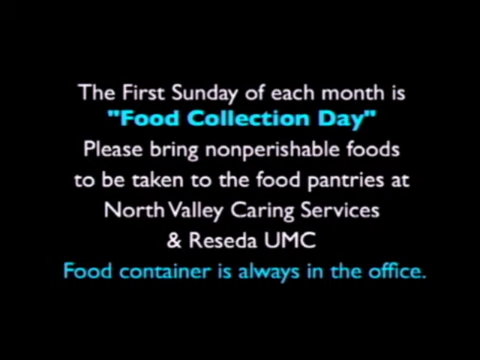 The First Sunday of each month is
"Food Collection Day"
Please bring nonperishable foods
to be taken to the food pantries at
North Valley Caring Services
& Reseda UMC
Food container is always in the office.